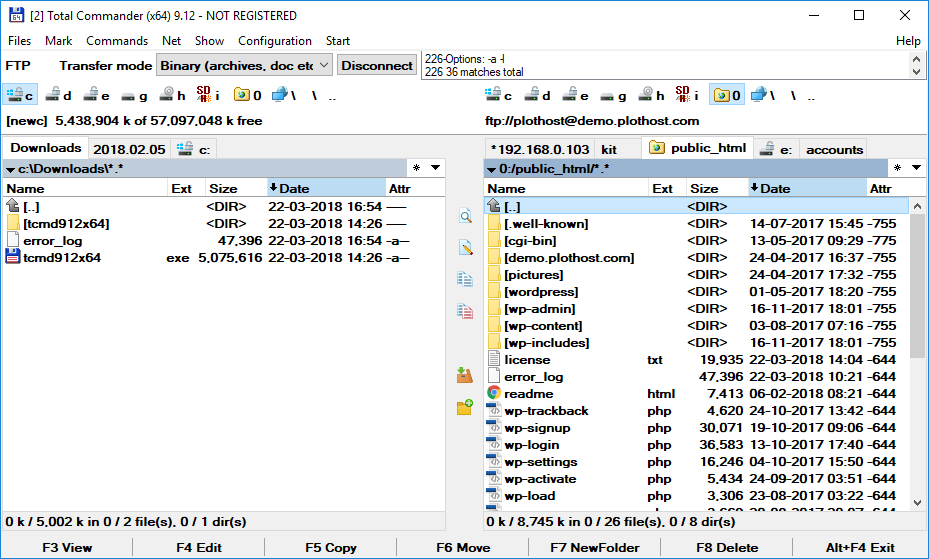 [2] Total Commander (x64) 9.12 - NOT REGISTERED
Files Mark Commands Net Show Configuration Start Help
FTP Transfer mode Binary (archives, doc etc Disconnect
226-Options: -a -l
226 36 matches total
c d e g h SD i 0 \ \ ..
c d e g h SD i 0 \ \ ..
[newc] 5,438,904 k of 57,097,048 k free
ftp://plothost@demo.plothost.com
Downloads 2018.02.05 c:
*192.168.0.103 kit public_html e: accounts
c:\Downloads\*.* * ▼
0:/public_html/*.* * ▼
Name Ext Size Date Attr
[..] <DIR> 22-03-2018 16:54 ----
[tcmd912x64] <DIR> 22-03-2018 14:26 ----
error_log 47,396 22-03-2018 16:54 -a--
tcmd912x64 exe 5,075,616 22-03-2018 14:26 -a--
0 k / 5,002 k in 0 / 2 file(s), 0 / 1 dir(s)
Name Ext Size Date Attr
[..] <DIR>
[.well-known] <DIR> 14-07-2017 15:45 -755
[cgi-bin] <DIR> 13-05-2017 09:29 -775
[demo.plothost.com] <DIR> 24-04-2017 16:37 -755
[pictures] <DIR> 24-04-2017 17:32 -755
[wordpress] <DIR> 01-05-2017 18:20 -755
[wp-admin] <DIR> 16-11-2017 18:01 -755
[wp-content] <DIR> 03-08-2017 07:16 -755
[wp-includes] <DIR> 16-11-2017 18:01 -755
license txt 19,935 22-03-2018 14:04 -644
error_log 47,396 22-03-2018 10:21 -644
readme html 7,413 06-02-2018 08:21 -644
wp-trackback php 4,620 24-10-2017 13:42 -644
wp-signup php 30,071 19-10-2017 09:06 -644
wp-login php 36,583 13-10-2017 17:40 -644
wp-settings php 16,246 04-10-2017 15:50 -644
wp-activate php 5,434 24-09-2017 03:51 -644
wp-load php 3,306 23-08-2017 03:22 -644
0 k / 8,745 k in 0 / 26 file(s), 0 / 8 dir(s)
F3 View F4 Edit F5 Copy F6 Move F7 NewFolder F8 Delete Alt+F4 Exit